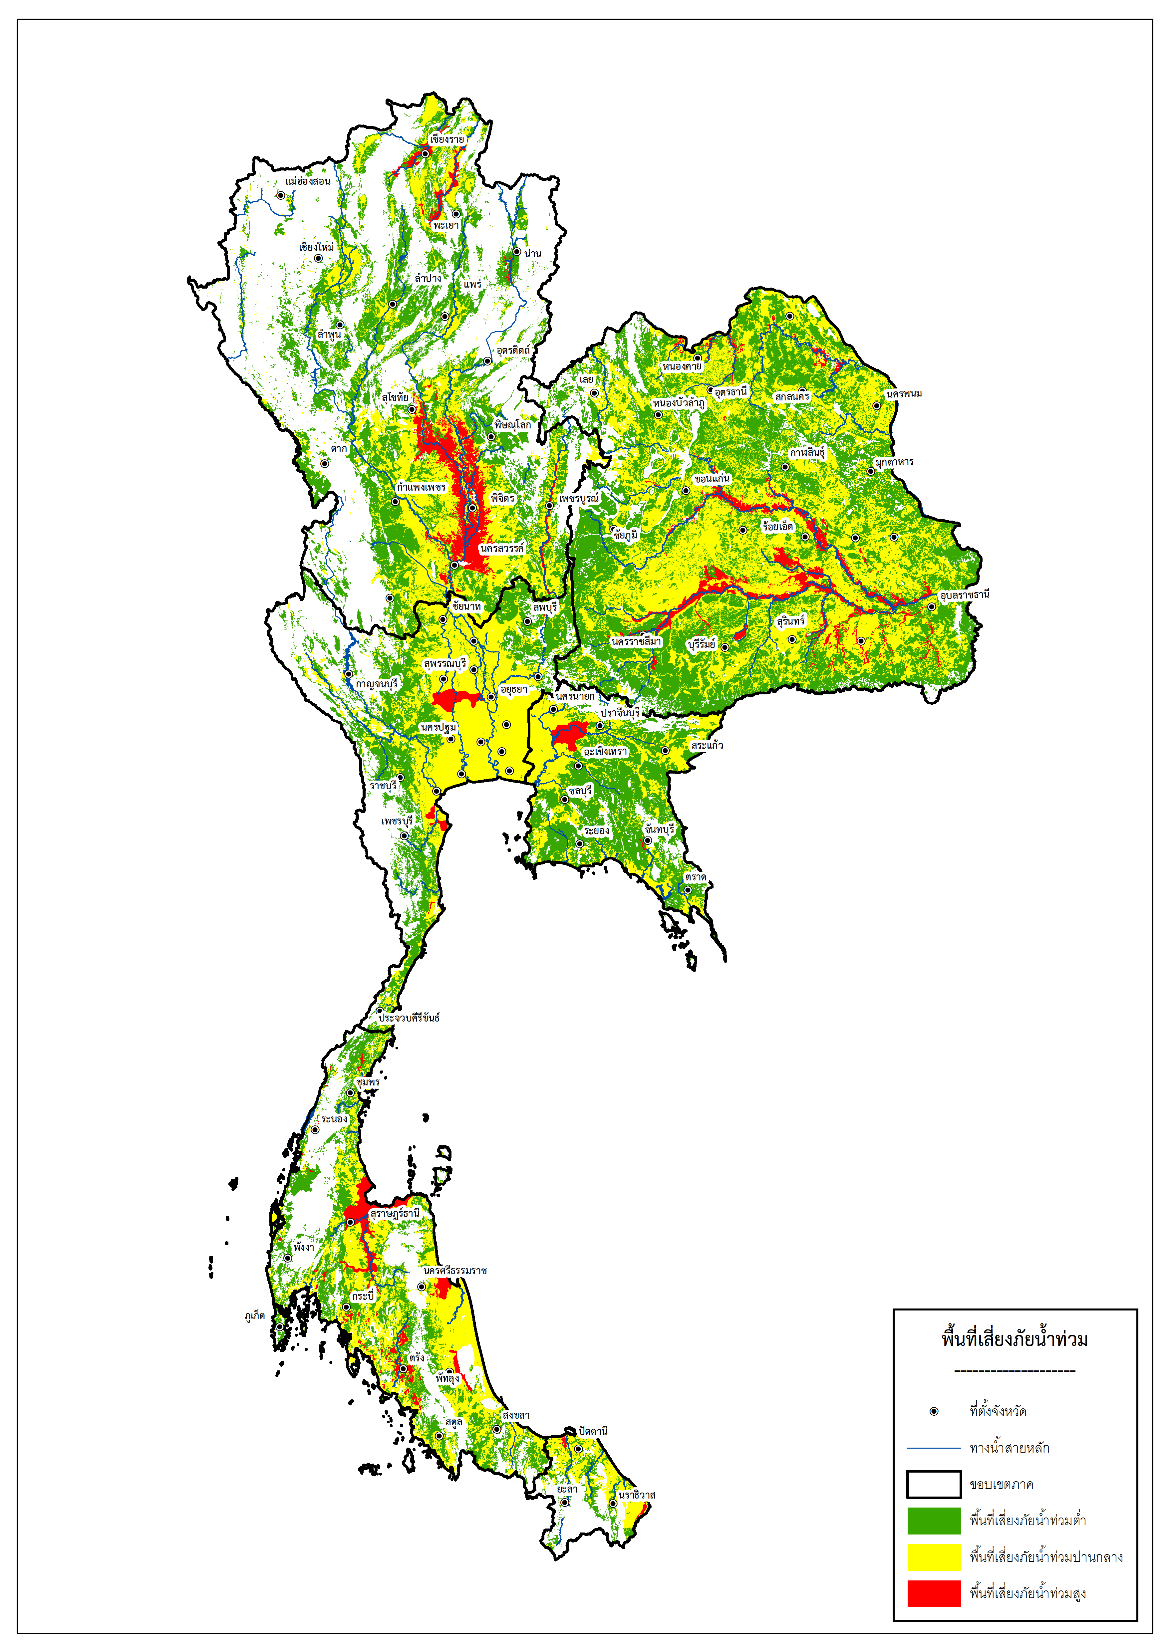 เชียงราย
แม่ฮ่องสอน
พะเยา
เชียงใหม่
น่าน
ลำปาง
แพร่
ลำพูน
อุตรดิตถ์
หนองคาย
เลย
อุดรธานี
สกลนคร
นครพนม
สุโขทัย
หนองบัวลำภู
พิษณุโลก
ตาก
กาฬสินธุ์
มุกดาหาร
กำแพงเพชร
พิจิตร
เพชรบูรณ์
ขอนแก่น
ร้อยเอ็ด
ชัยภูมิ
นครสวรรค์
อุบลราชธานี
ชัยนาท
ลพบุรี
สุรินทร์
นครราชสีมา
บุรีรัมย์
สุพรรณบุรี
กาญจนบุรี
อยุธยา
นครนายก
ปราจีนบุรี
นครปฐม
สระแก้ว
ฉะเชิงเทรา
ราชบุรี
ชลบุรี
เพชรบุรี
ระยอง
จันทบุรี
ตราด
ประจวบคีรีขันธ์
ชุมพร
ระนอง
สุราษฎร์ธานี
พังงา
นครศรีธรรมราช
กระบี่
ภูเก็ต
ตรัง
พัทลุง
สงขลา
สตูล
ปัตตานี
ยะลา
นราธิวาส
พื้นที่เสี่ยงภัยน้ำท่วม
--------------------
ที่ตั้งจังหวัด
ทางน้ำสายหลัก
ขอบเขตภาค
พื้นที่เสี่ยงภัยน้ำท่วมต่ำ
พื้นที่เสี่ยงภัยน้ำท่วมปานกลาง
พื้นที่เสี่ยงภัยน้ำท่วมสูง